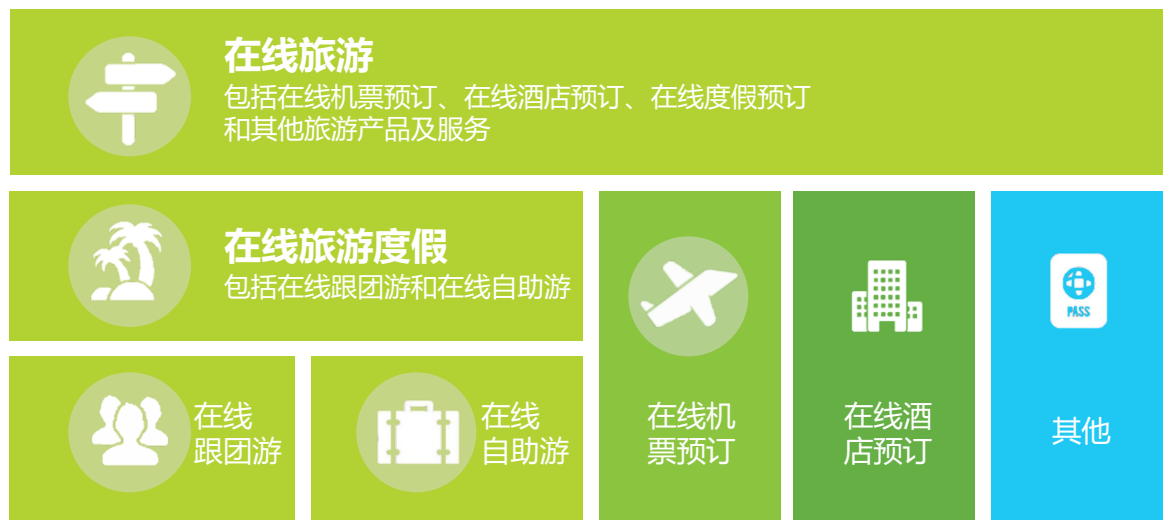 在线旅游
包括在线机票预订、在线酒店预订、在线度假预订
和其他旅游产品及服务
在线旅游度假
包括在线跟团游和在线自助游
在线
跟团游
在线
自助游
在线机
票预订
在线酒
店预订
PASS
其他